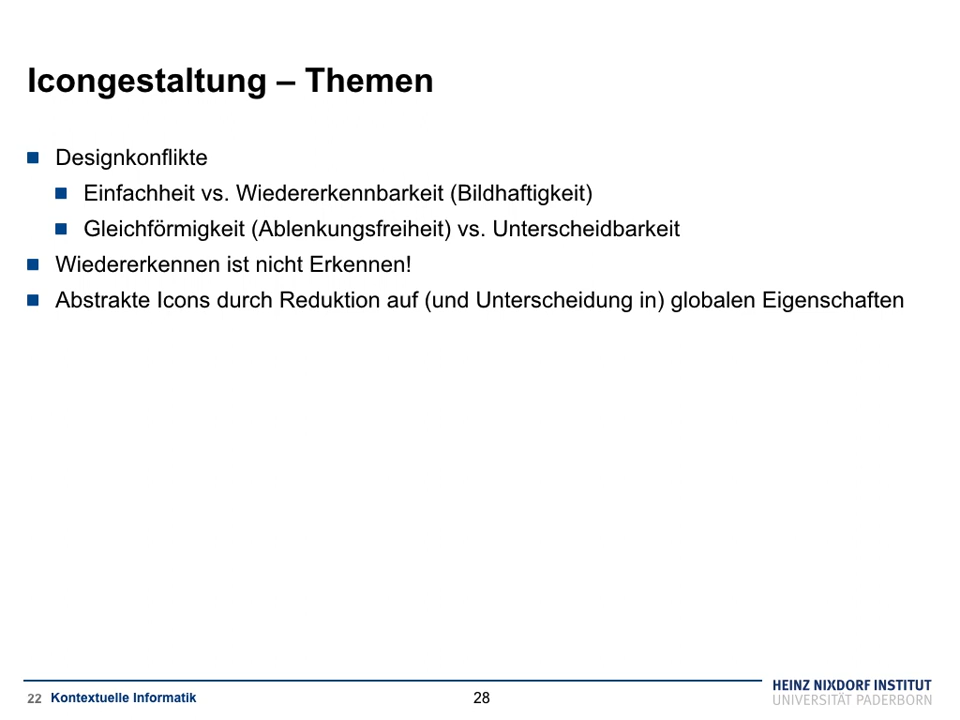 Icongestaltung – Themen
Designkonflikte
Einfachheit vs. Wiedererkennbarkeit (Bildhaftigkeit)
Gleichförmigkeit (Ablenkungsfreiheit) vs. Unterscheidbarkeit
Wiedererkennen ist nicht Erkennen!
Abstrakte Icons durch Reduktion auf (und Unterscheidung in) globalen Eigenschaften
22 Kontextuelle Informatik
28
HEINZ NIXDORF INSTITUT
UNIVERSITÄT PADERBORN